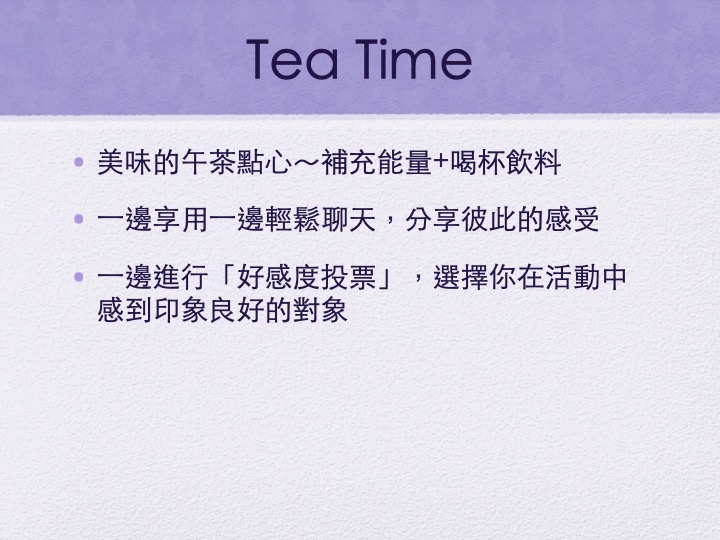 Tea Time
• 美味的午茶點心～補充能量+喝杯飲料
• 一邊享用一邊輕鬆聊天，分享彼此的感受
• 一邊進行「好感度投票」，選擇你在活動中
感到印象良好的對象